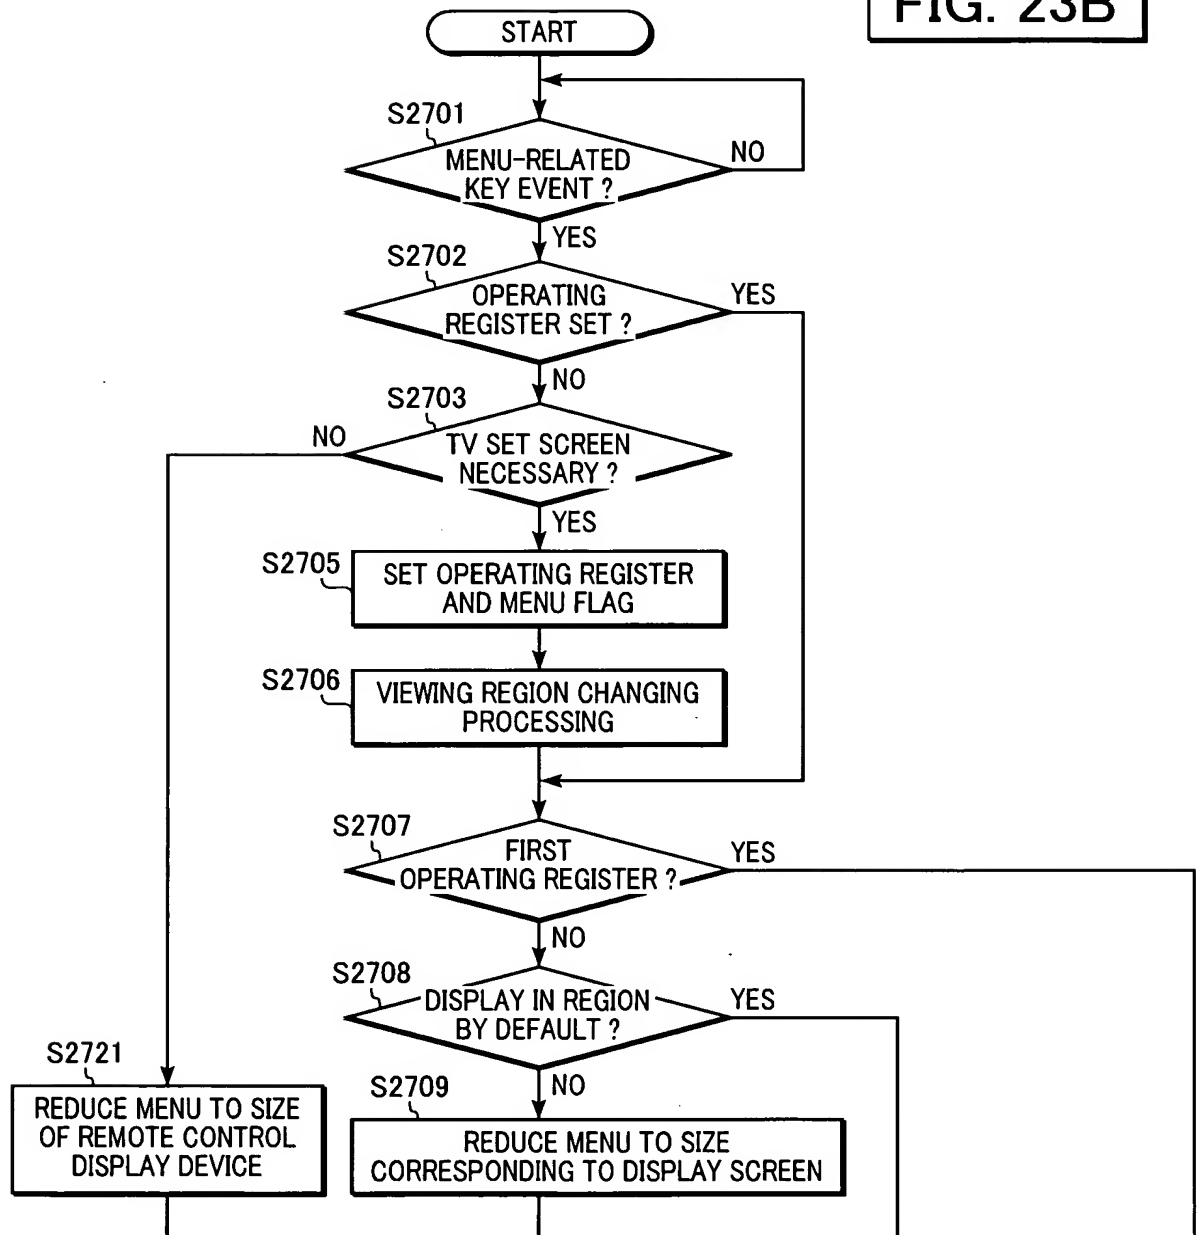 FIG. 23B
START
S2701
MENU-RELATED
KEY EVENT ?
NO
YES
S2702
OPERATING
REGISTER SET ?
YES
NO
S2703
NO
TV SET SCREEN
NECESSARY ?
YES
S2705
SET OPERATING REGISTER
AND MENU FLAG
S2706
VIEWING REGION CHANGING
PROCESSING
S2707
FIRST
OPERATING REGISTER ?
YES
NO
S2708
DISPLAY IN REGION
BY DEFAULT ?
YES
NO
S2721
REDUCE MENU TO SIZE
OF REMOTE CONTROL
DISPLAY DEVICE
S2709
REDUCE MENU TO SIZE
CORRESPONDING TO DISPLAY SCREEN